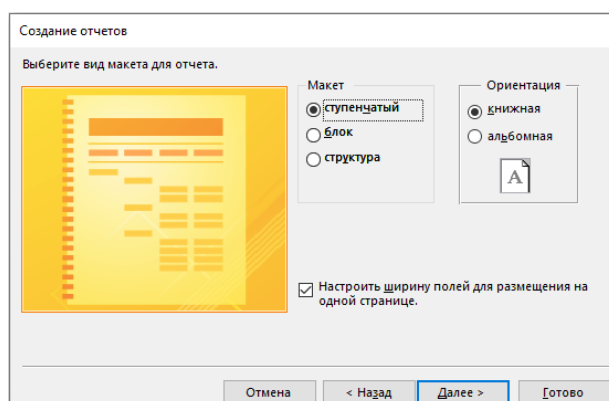 Создание отчетов
Выберите вид макета для отчета.
Макет
ступенчатый
блок
структура
Ориентация
книжная
альбомная
A
Настроить ширину полей для размещения на
одной странице.
Отмена
< Назад
Далее >
Готово